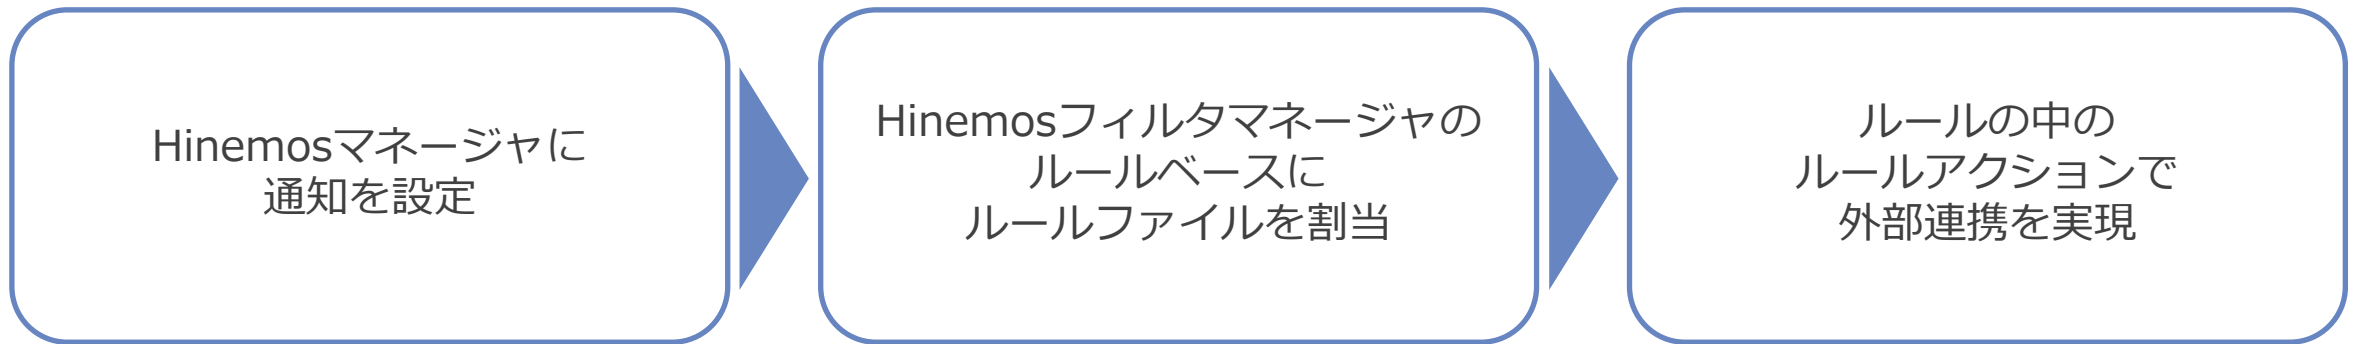 Hinemosマネージャに
通知を設定
Hinemosフィルタマネージャの
ルールベースに
ルールファイルを割当
ルールの中の
ルールアクションで
外部連携を実現